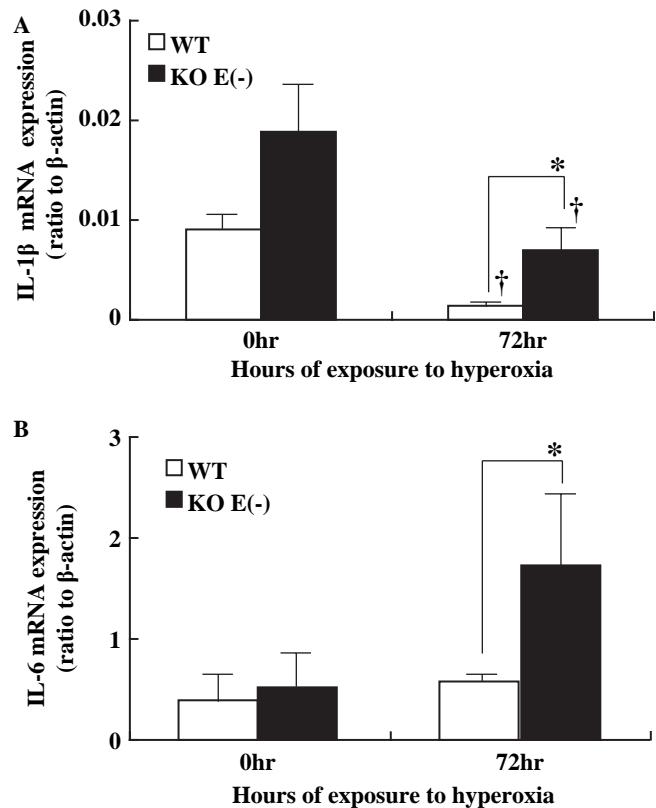 A
IL-1β mRNA expression
(ratio to β-actin)
0.03
0.02
0.01
0
WT
KO E(-)
*
†
†
0hr
72hr
Hours of exposure to hyperoxia
B
IL-6 mRNA expression
(ratio to β-actin)
3
2
1
0
WT
KO E(-)
*
0hr
72hr
Hours of exposure to hyperoxia